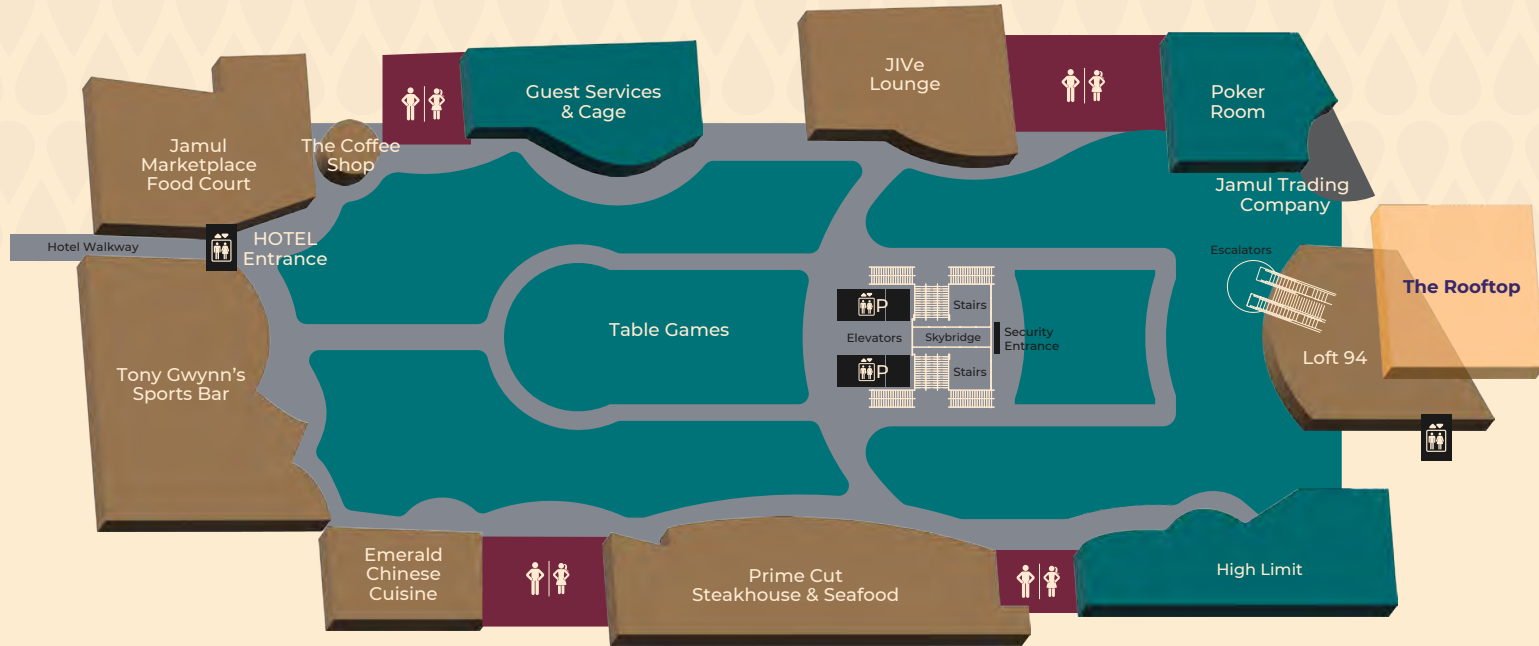 JIVe
Lounge
Guest Services
& Cage
Poker
Room
Jamul
Marketplace
Food Court
The Coffee
Shop
Jamul Trading
Company
Hotel Walkway
HOTEL
Entrance
Escalators
The Rooftop
P
Stairs
Table Games
Elevators
Skybridge
Security
Entrance
Loft 94
P
Stairs
Tony Gwynn’s
Sports Bar
Emerald
Chinese
Cuisine
Prime Cut
Steakhouse & Seafood
High Limit